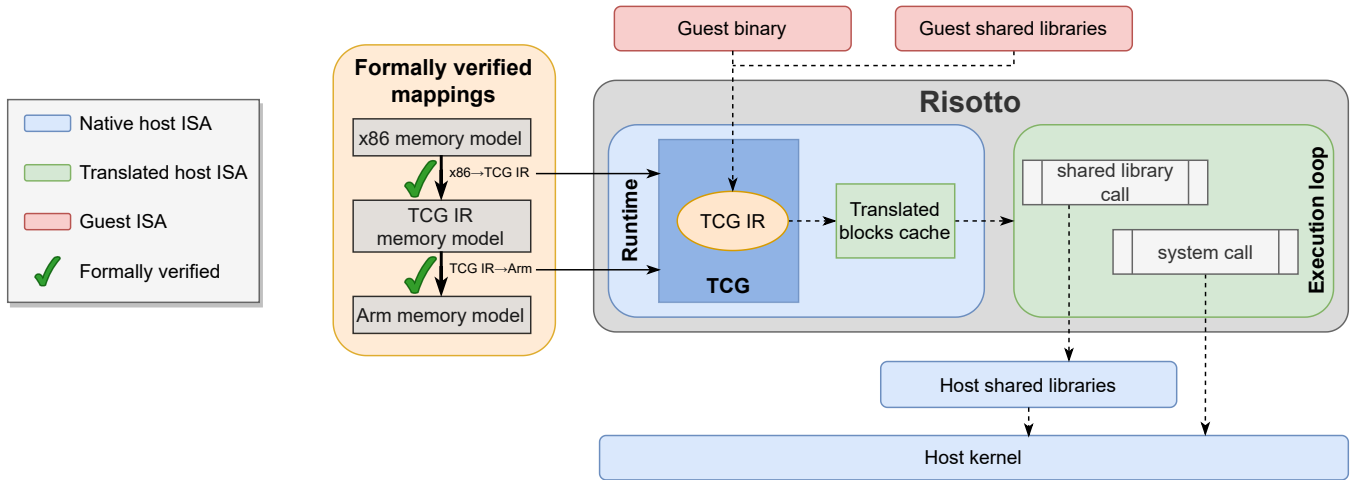 Guest binary
Guest shared libraries
Native host ISA
Translated host ISA
Guest ISA
Formally verified
Formally verified
mappings
x86 memory model
x86→TCG IR
TCG IR
memory model
TCG IR→Arm
Arm memory model
Risotto
Runtime
TCG IR
TCG
Translated
blocks cache
shared library
call
system call
Execution loop
Host shared libraries
Host kernel